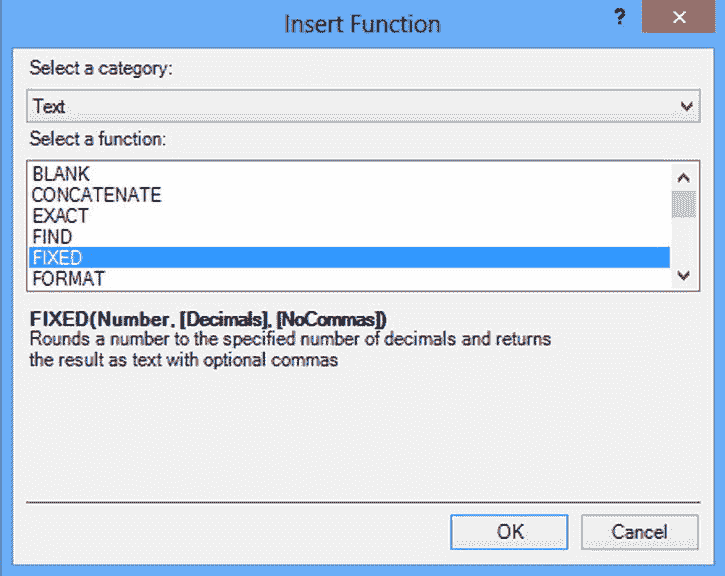 Insert Function
?
Select a category:
Text
Select a function:
BLANK
CONCATENATE
EXACT
FIND
FIXED
FORMAT
FIXED(Number, [Decimals], [NoCommas])
Rounds a number to the specified number of decimals and returns
the result as text with optional commas
OK Cancel